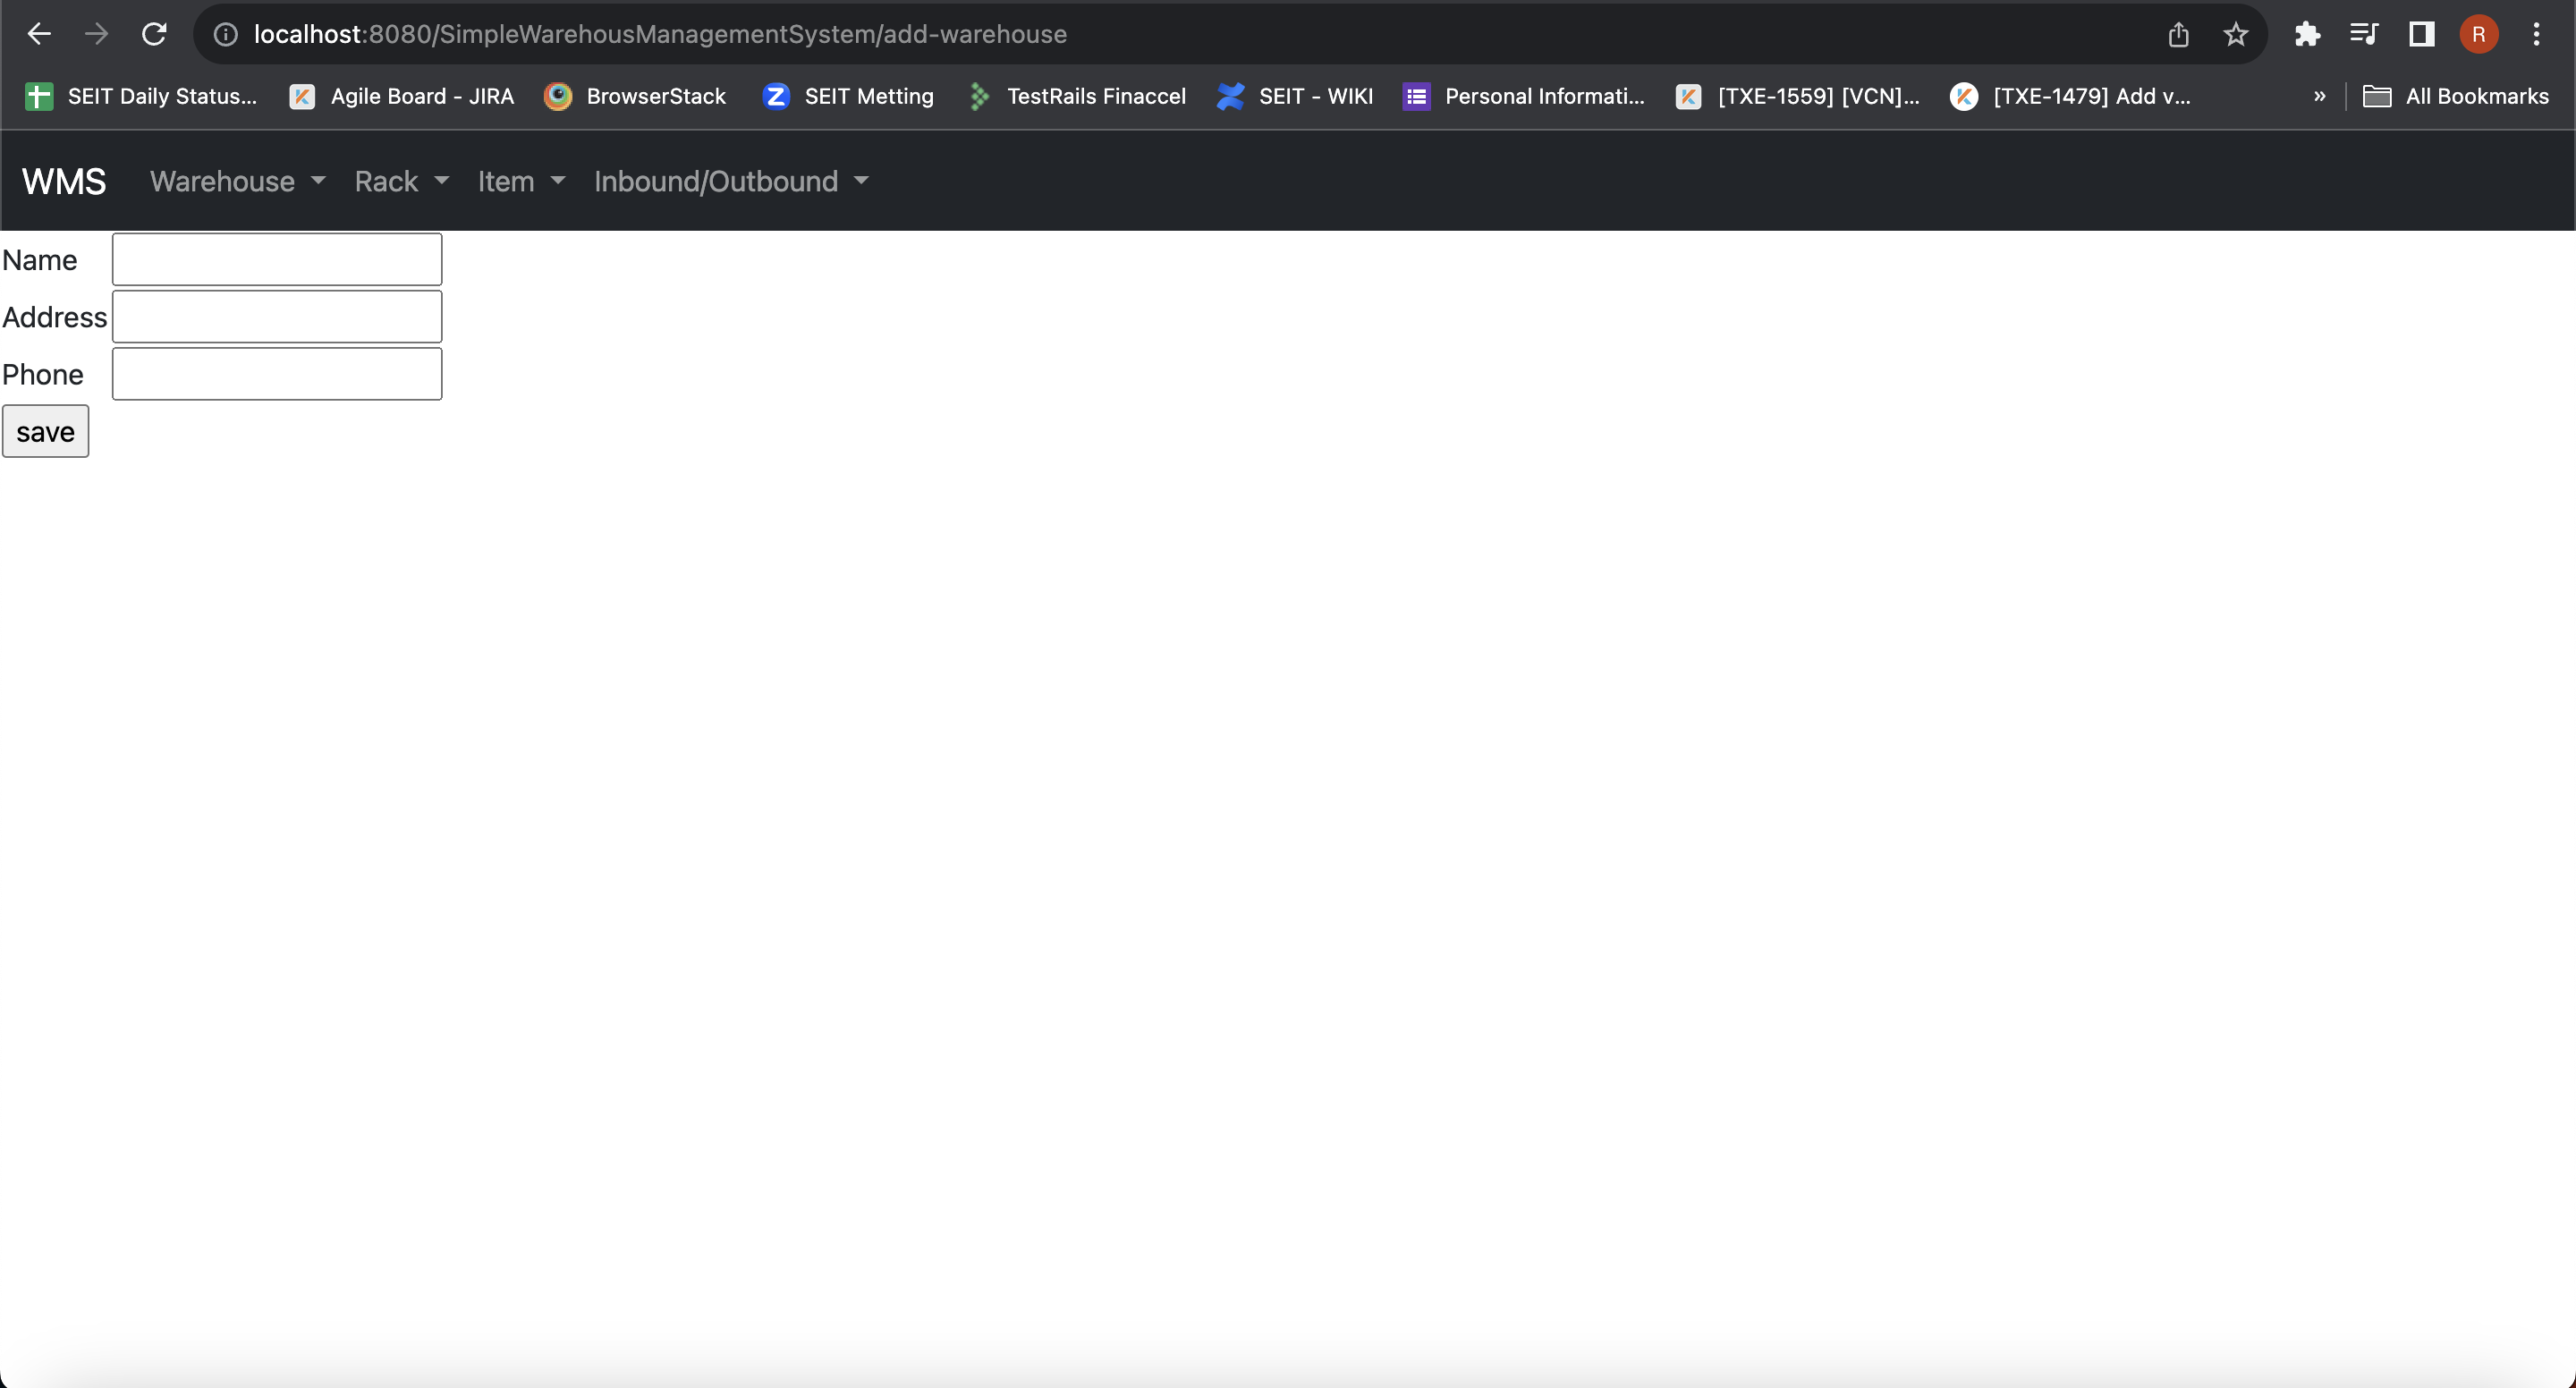 localhost:8080/SimpleWarehousManagementSystem/add-warehouse
R
SEIT Daily Status... Agile Board - JIRA BrowserStack SEIT Metting TestRails Finaccel SEIT - WIKI Personal Informati... [TXE-1559] [VCN]... [TXE-1479] Add v... » All Bookmarks
WMS Warehouse Rack Item Inbound/Outbound
Name
Address
Phone
save